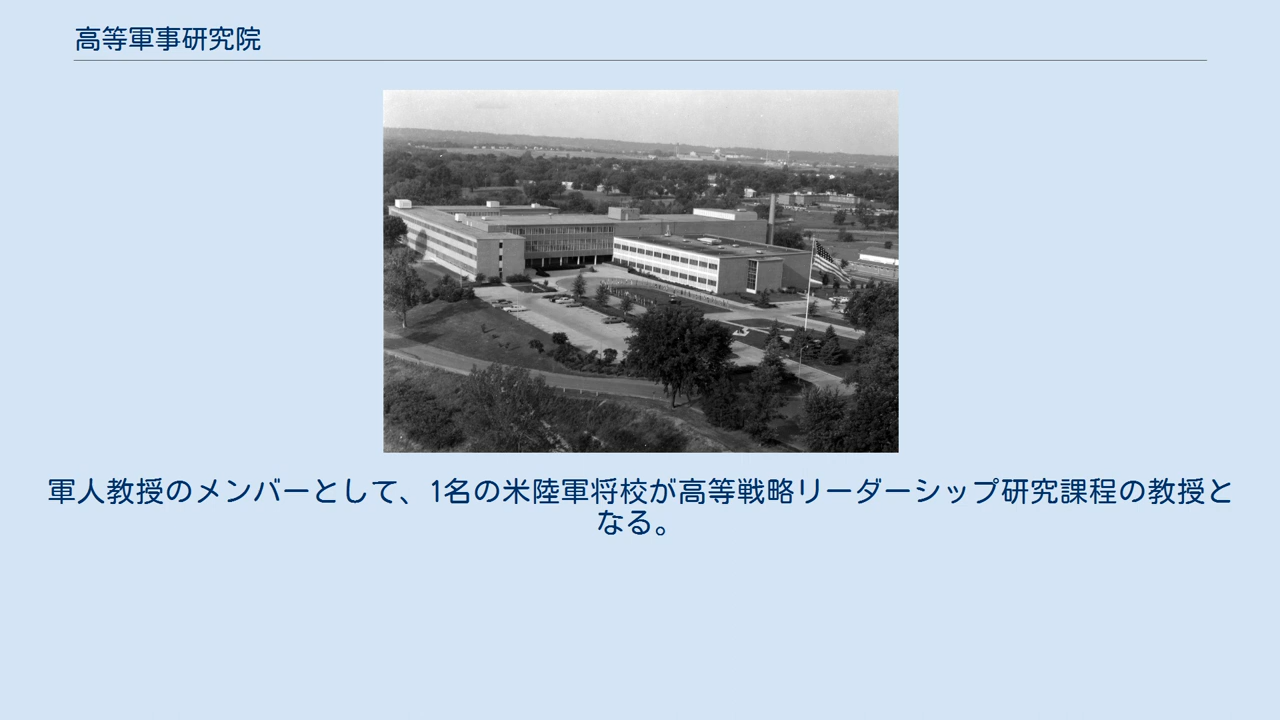 高等軍事研究院
軍人教授のメンバーとして、1名の米陸軍将校が高等戦略リーダーシップ研究課程の教授と
なる。